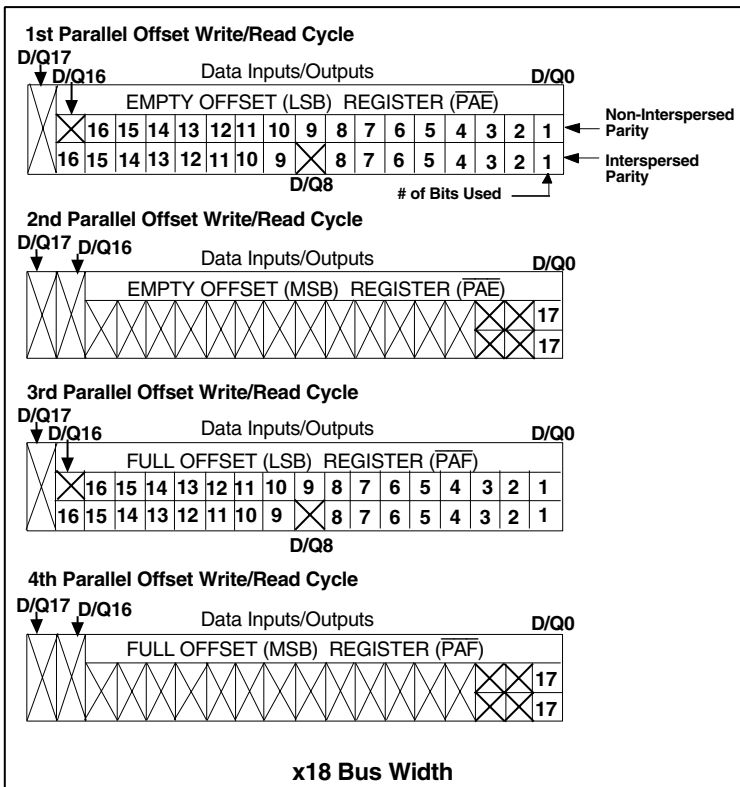 1st Parallel Offset Write/Read Cycle
D/Q17
D/Q16
Data Inputs/Outputs
D/Q0
EMPTY OFFSET (LSB) REGISTER (PAE)
16 15 14 13 12 11 10 9 8 7 6 5 4 3 2 1
Non-Interspersed
Parity
16 15 14 13 12 11 10 9 8 7 6 5 4 3 2 1
Interspersed
Parity
D/Q8
# of Bits Used
2nd Parallel Offset Write/Read Cycle
D/Q17
D/Q16
Data Inputs/Outputs
D/Q0
EMPTY OFFSET (MSB) REGISTER (PAE)
17
17
3rd Parallel Offset Write/Read Cycle
D/Q17
D/Q16
Data Inputs/Outputs
D/Q0
FULL OFFSET (LSB) REGISTER (PAF)
16 15 14 13 12 11 10 9 8 7 6 5 4 3 2 1
16 15 14 13 12 11 10 9 8 7 6 5 4 3 2 1
D/Q8
4th Parallel Offset Write/Read Cycle
D/Q17
D/Q16
Data Inputs/Outputs
D/Q0
FULL OFFSET (MSB) REGISTER (PAF)
17
17
x18 Bus Width